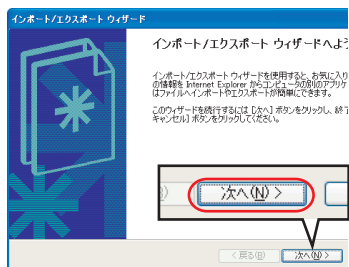 インポート/エクスポート ウィザード
インポート/エクスポート ウィザードへよう
インポート/エクスポート ウィザードを使用すると、お気に入り
の情報を Internet Explorer からコンピュータの別のアプリケ
はファイルへインポートやエクスポートが簡単にできます。
このウィザードを続行するには [次へ] ボタンをクリックし、終了
キャンセル] ボタンをクリックしてください。
次へ(N) >
< 戻る(B)
次へ(N) >